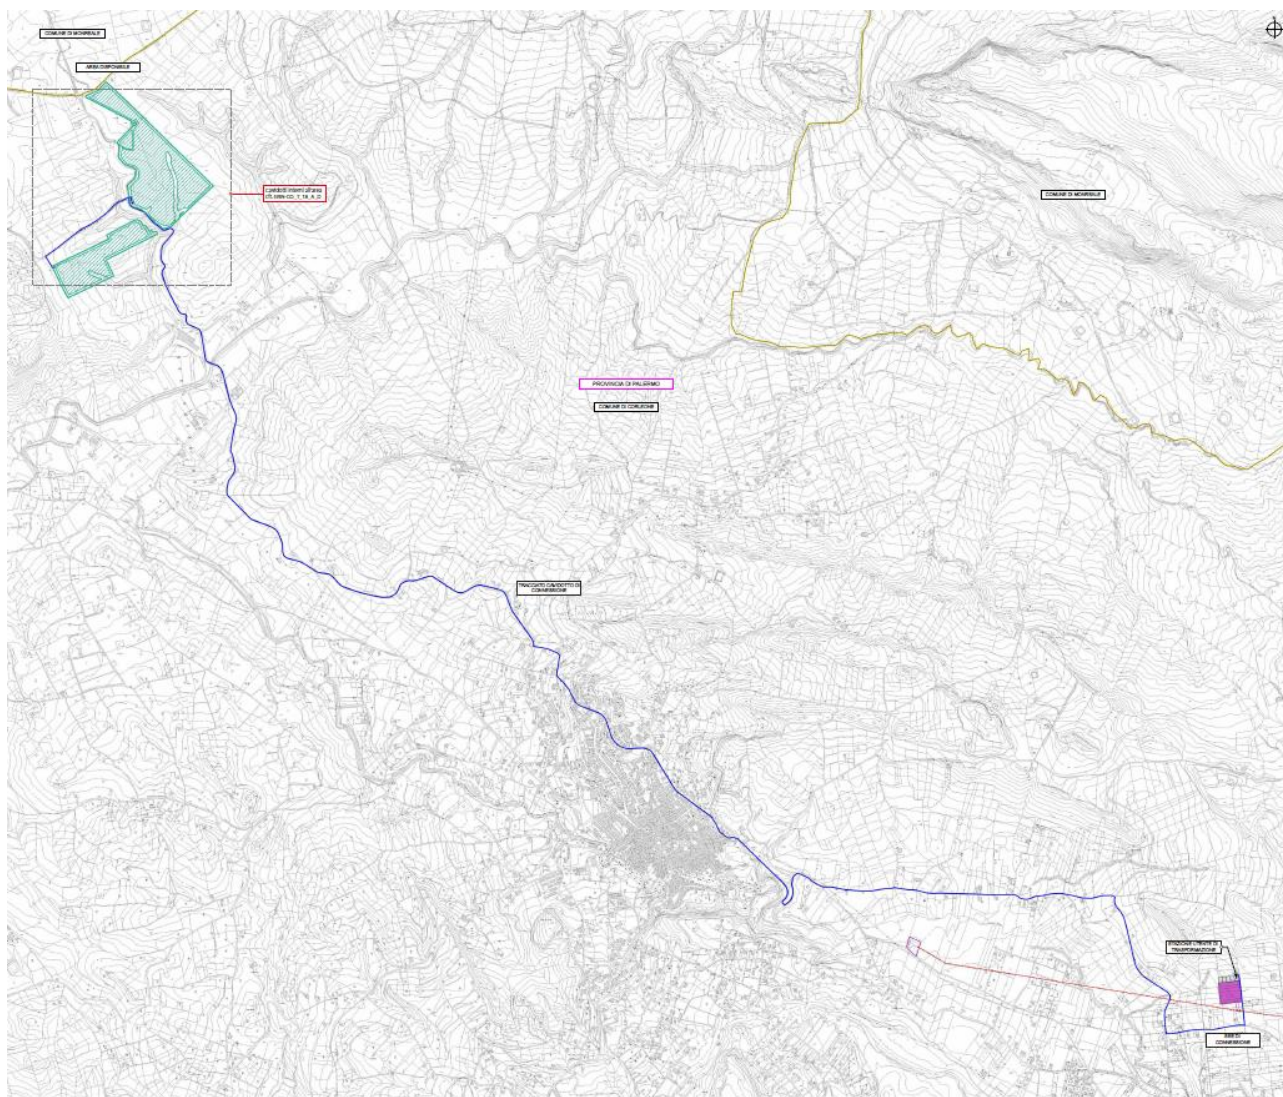 COMUNE DI MONREALE
AREA DISPONIBILE
COMUNE DI MONREALE
PROVINCIA DI PALERMO
COMUNE DI CORLEONE
TRACCIATO CAVIDOTTO DI
CONNESSIONE
STAZIONE UTENTE DI
TRASFORMAZIONE
CONNESSIONE